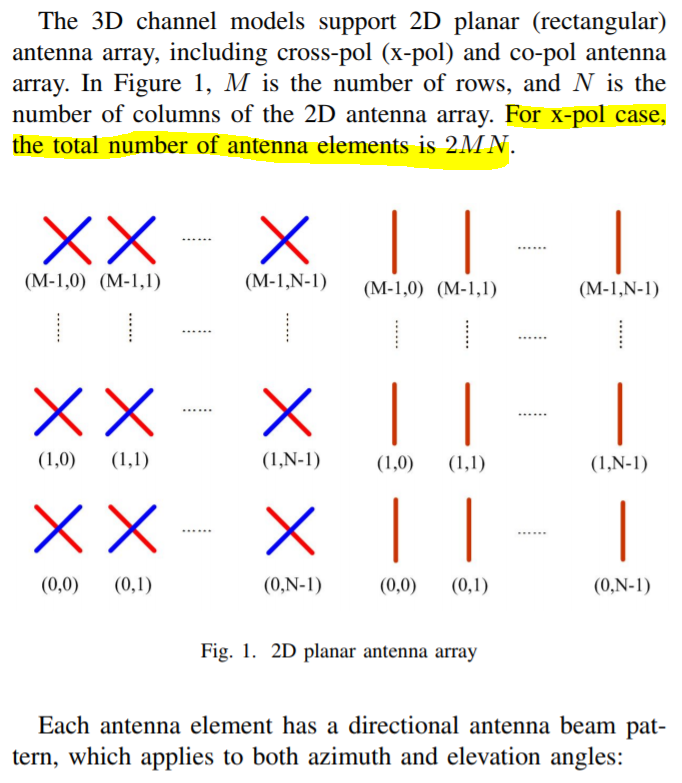 The 3D channel models support 2D planar (rectangular)
antenna array, including cross-pol (x-pol) and co-pol antenna
array. In Figure 1, M is the number of rows, and N is the
number of columns of the 2D antenna array. For x-pol case,
the total number of antenna elements is 2MN.
(M-1,0) (M-1,1) ...... (M-1,N-1) (M-1,0) (M-1,1) ...... (M-1,N-1)
...... ......
(1,0) (1,1) ...... (1,N-1) (1,0) (1,1) ...... (1,N-1)
(0,0) (0,1) ...... (0,N-1) (0,0) (0,1) ...... (0,N-1)
Fig. 1. 2D planar antenna array
Each antenna element has a directional antenna beam pat-
tern, which applies to both azimuth and elevation angles: